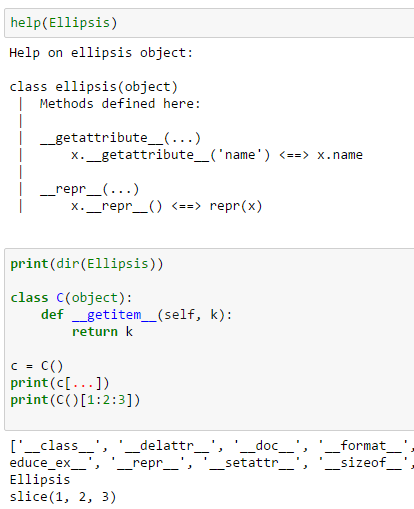 help(Ellipsis)
Help on ellipsis object:
class ellipsis(object)
 |  Methods defined here:
 |
 |  __getattribute__(...)
 |      x.__getattribute__('name') <==> x.name
 |
 |  __repr__(...)
 |      x.__repr__() <==> repr(x)
print(dir(Ellipsis))
class C(object):
    def __getitem__(self, k):
        return k
c = C()
print(c[...])
print(C()[1:2:3])
['__class__', '__delattr__', '__doc__', '__format__',
educe_ex__', '__repr__', '__setattr__', '__sizeof__',
Ellipsis
slice(1, 2, 3)